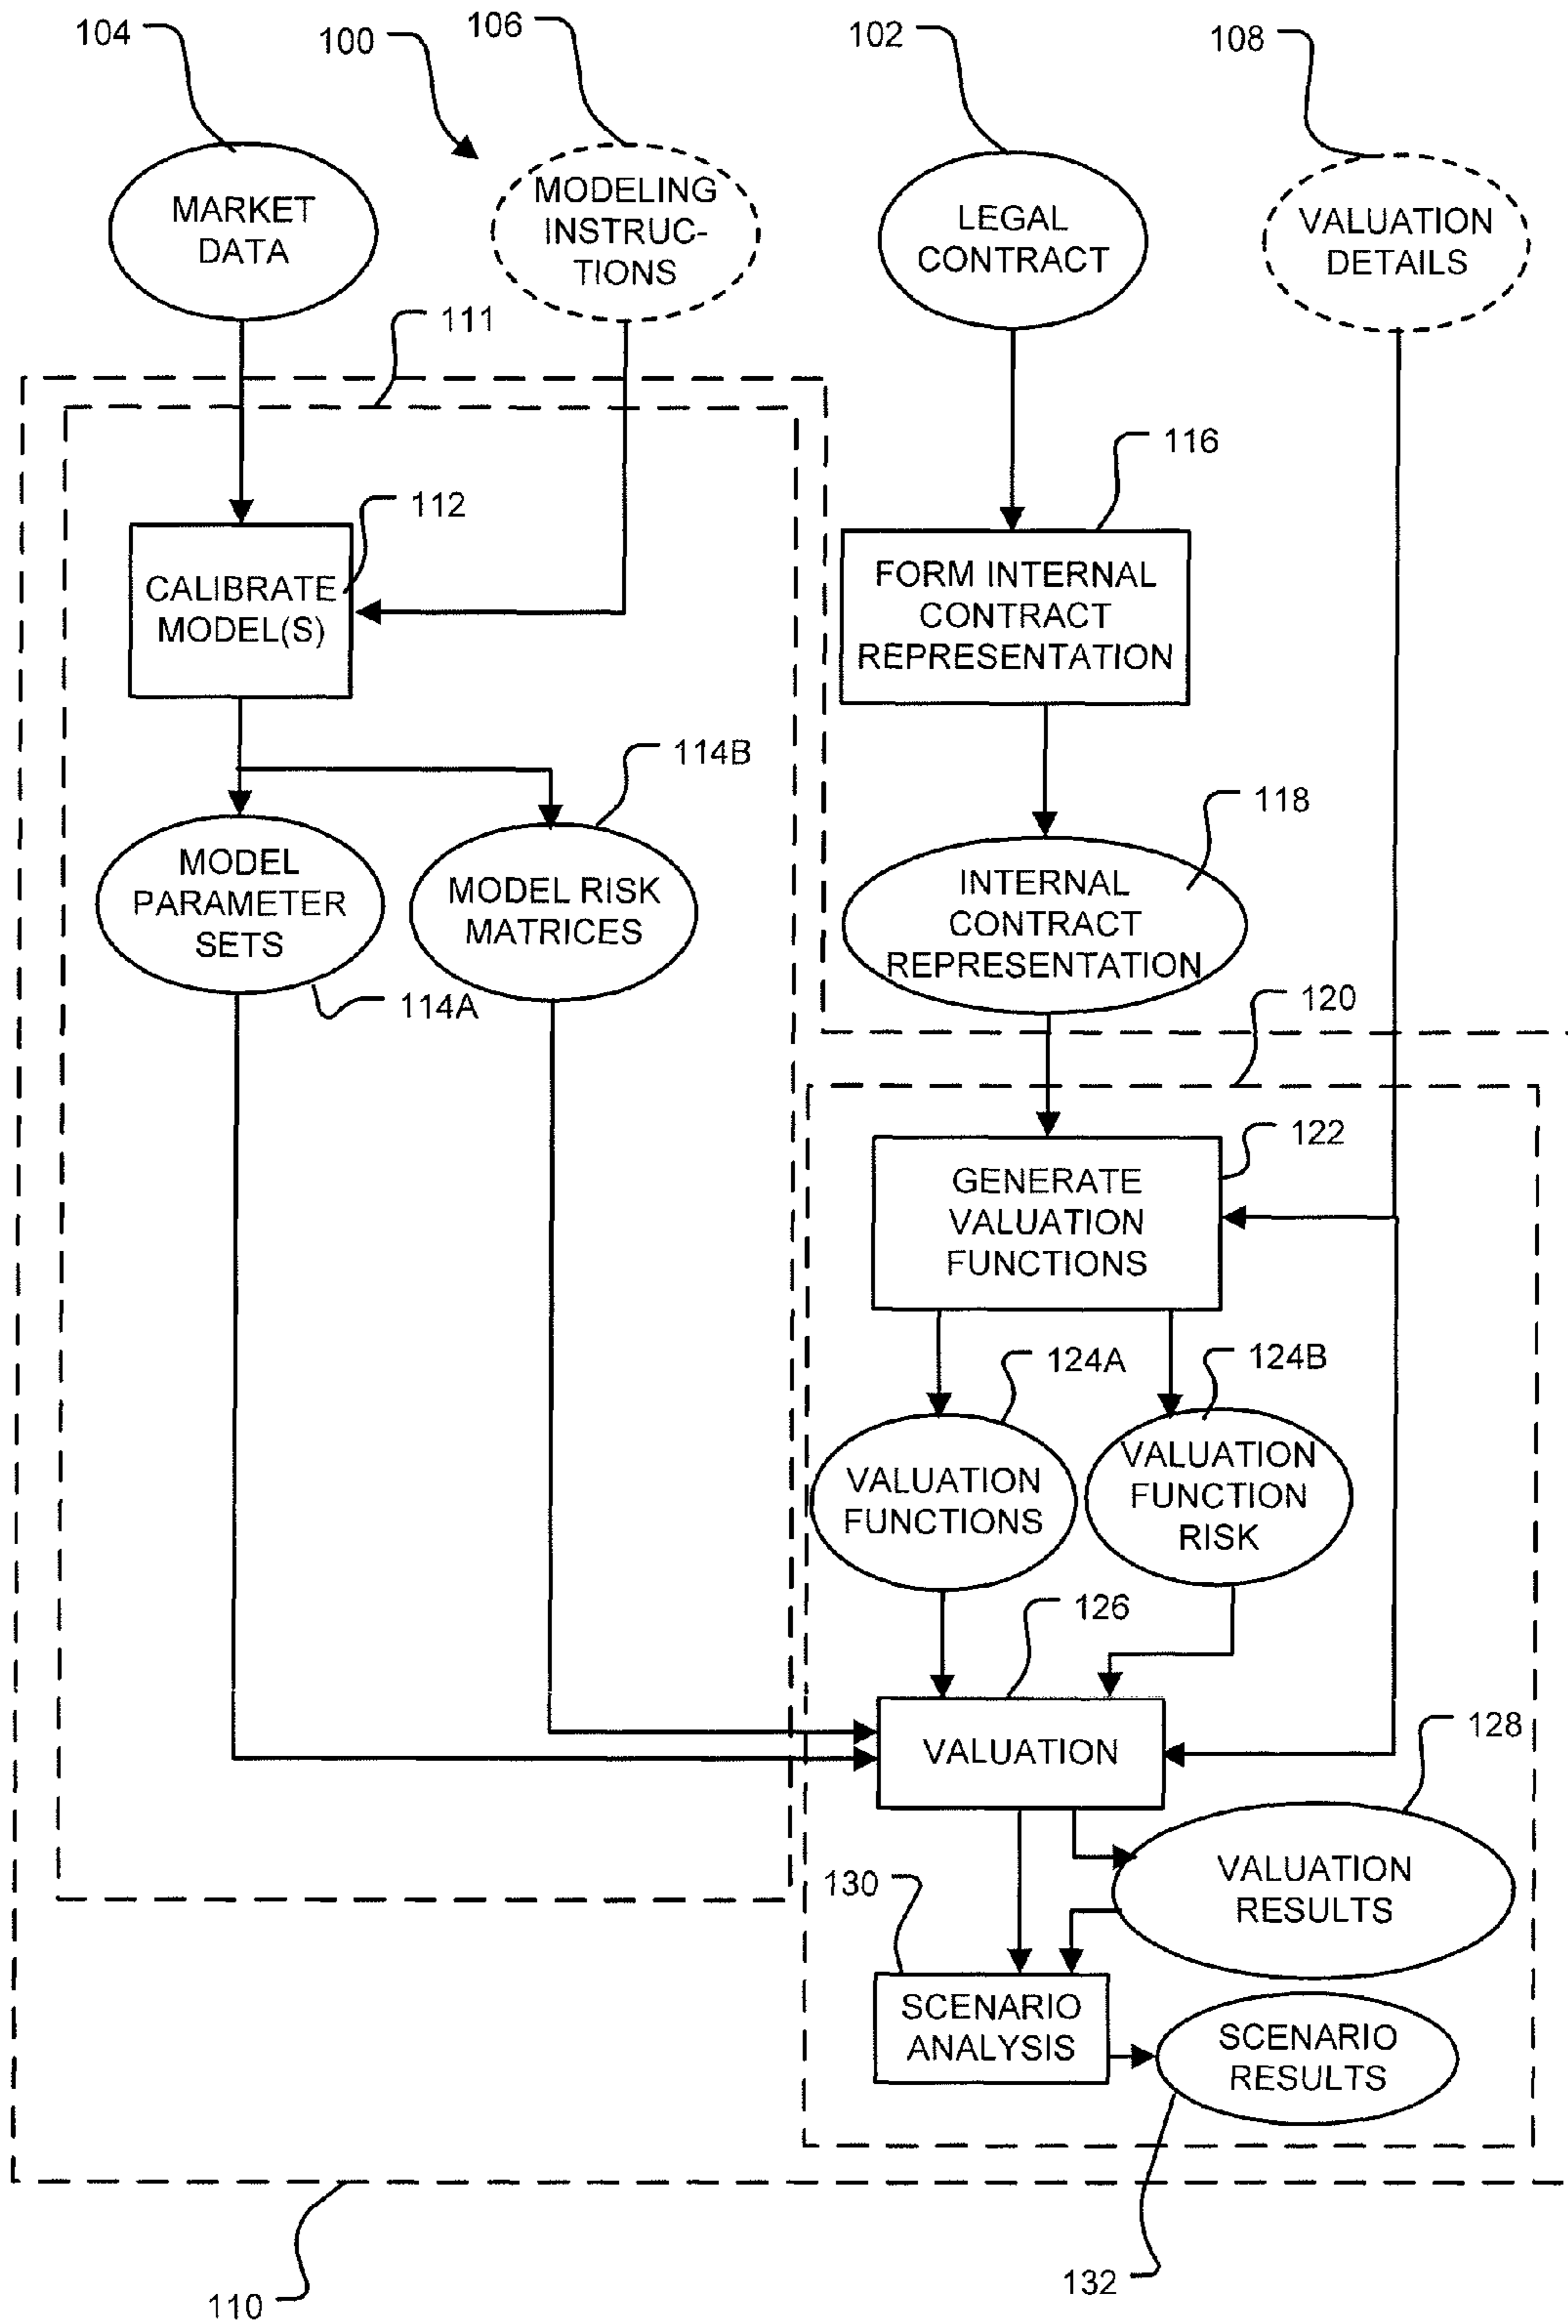 104
100
106
102
108
MARKET
DATA
MODELING
INSTRUC-
TIONS
LEGAL
CONTRACT
VALUATION
DETAILS
111
116
112
CALIBRATE
MODEL(S)
FORM INTERNAL
CONTRACT
REPRESENTATION
114B
118
MODEL
PARAMETER
SETS
MODEL RISK
MATRICES
INTERNAL
CONTRACT
REPRESENTATION
114A
120
122
GENERATE
VALUATION
FUNCTIONS
124A
124B
VALUATION
FUNCTIONS
VALUATION
FUNCTION
RISK
126
VALUATION
128
130
VALUATION
RESULTS
SCENARIO
ANALYSIS
SCENARIO
RESULTS
110
132